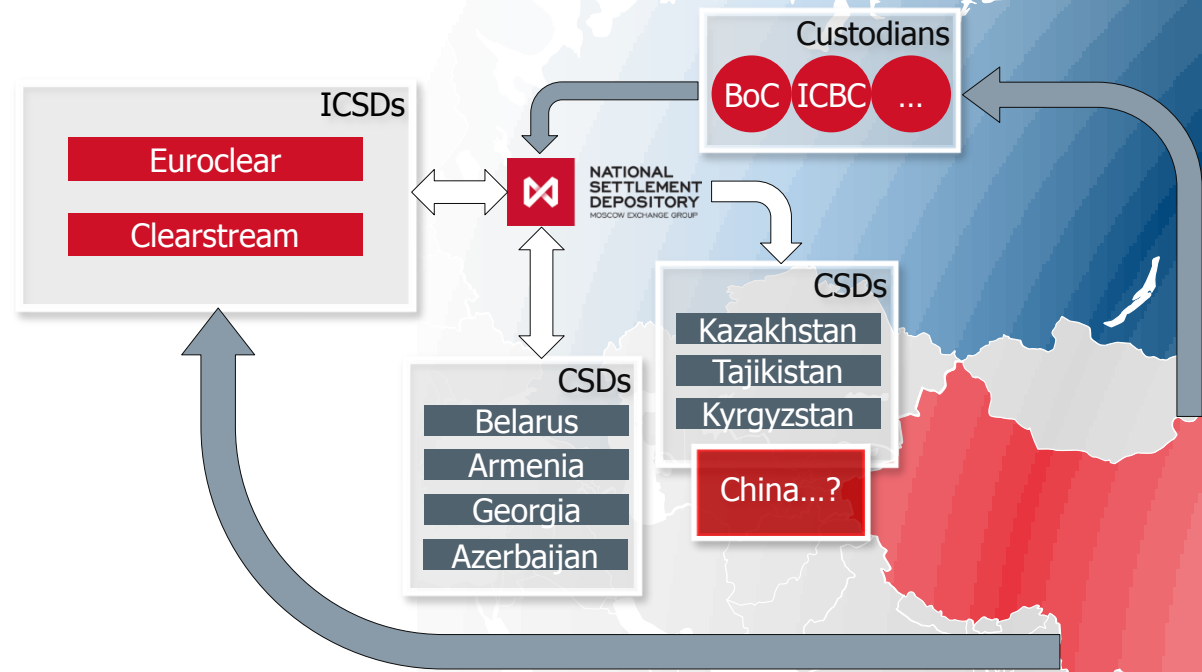 Custodians
BoC
ICBC
...
ICSDs
Euroclear
Clearstream
NATIONAL
SETTLEMENT
DEPOSITORY
MOSCOW EXCHANGE GROUP
CSDs
Kazakhstan
Tajikistan
Kyrgyzstan
China...?
CSDs
Belarus
Armenia
Georgia
Azerbaijan